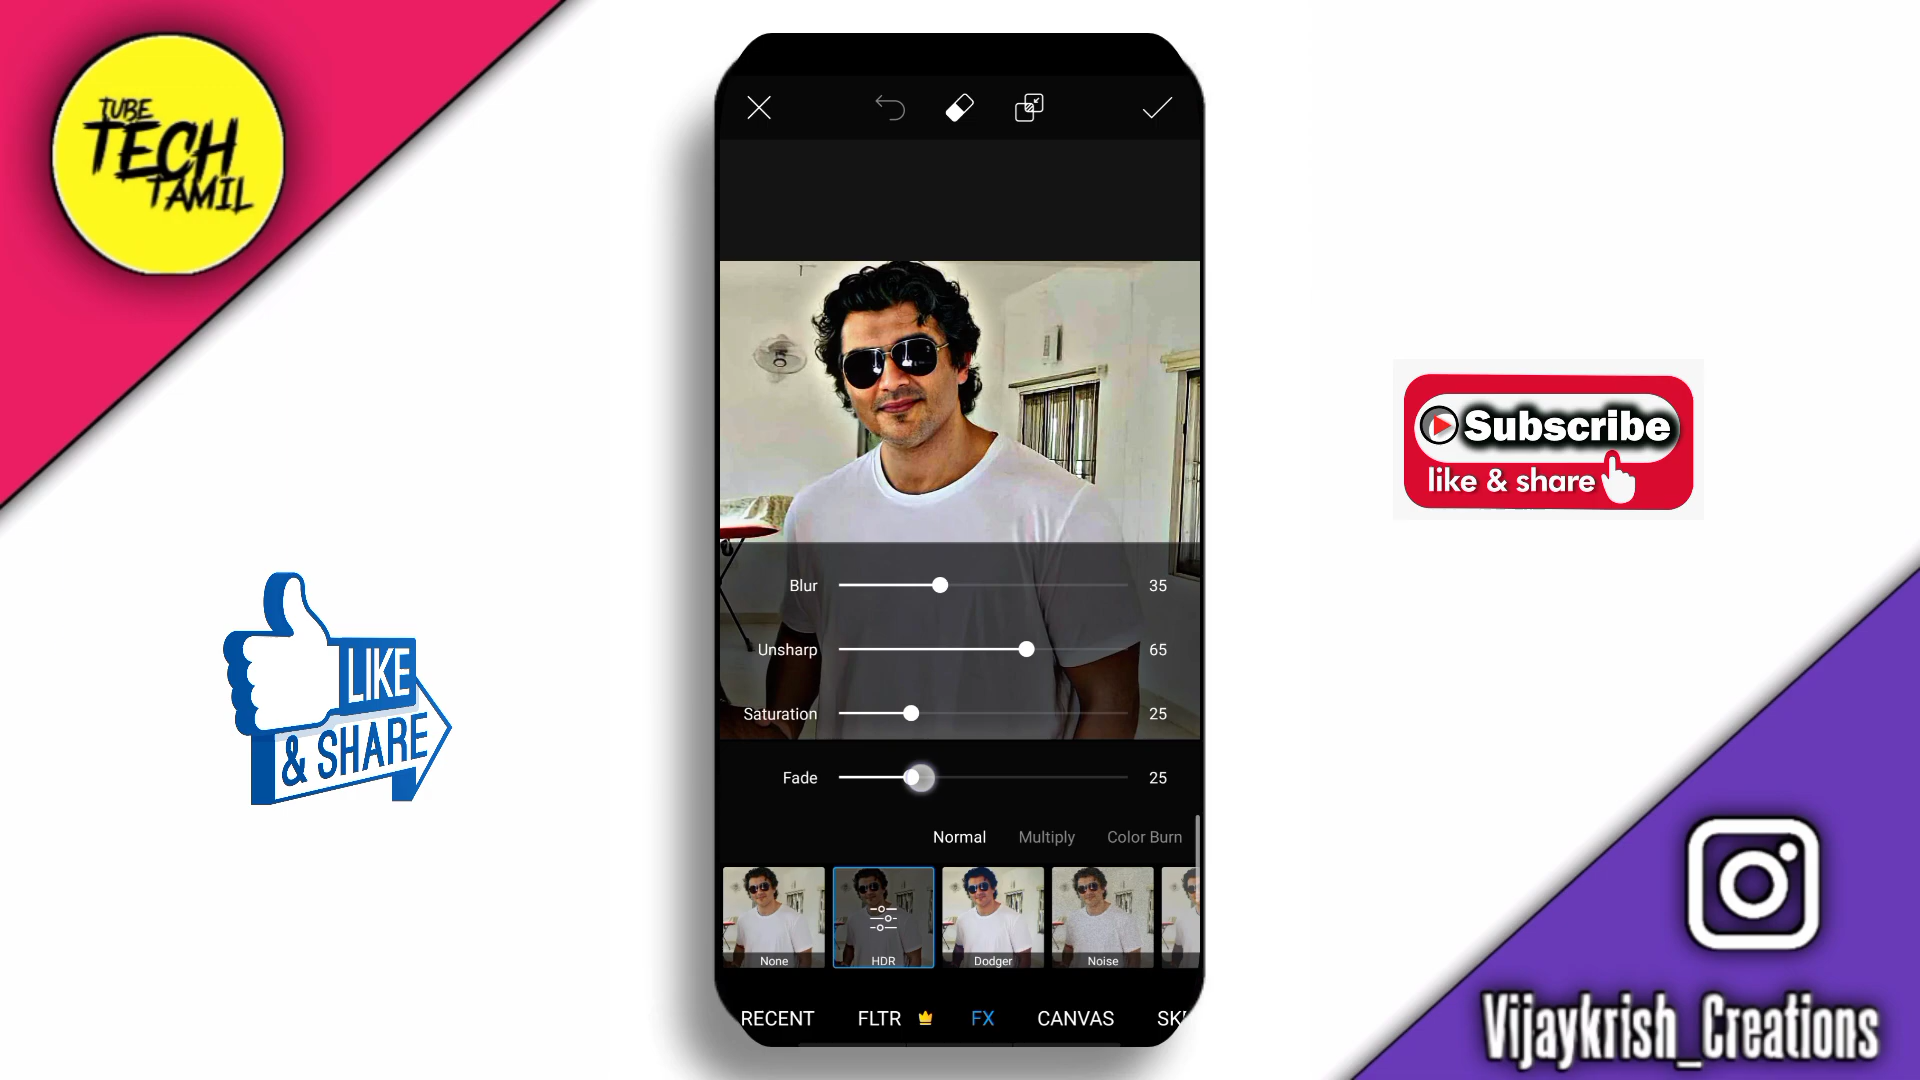 TUBE
TECH
TAMIL
Subscribe
like & share
LIKE
& SHARE
Blur 35
Unsharp 65
Saturation 25
Fade 25
Normal Multiply Color Burn
None HDR Dodger Noise
RECENT FLTR FX CANVAS
Vijaykrish_Creations